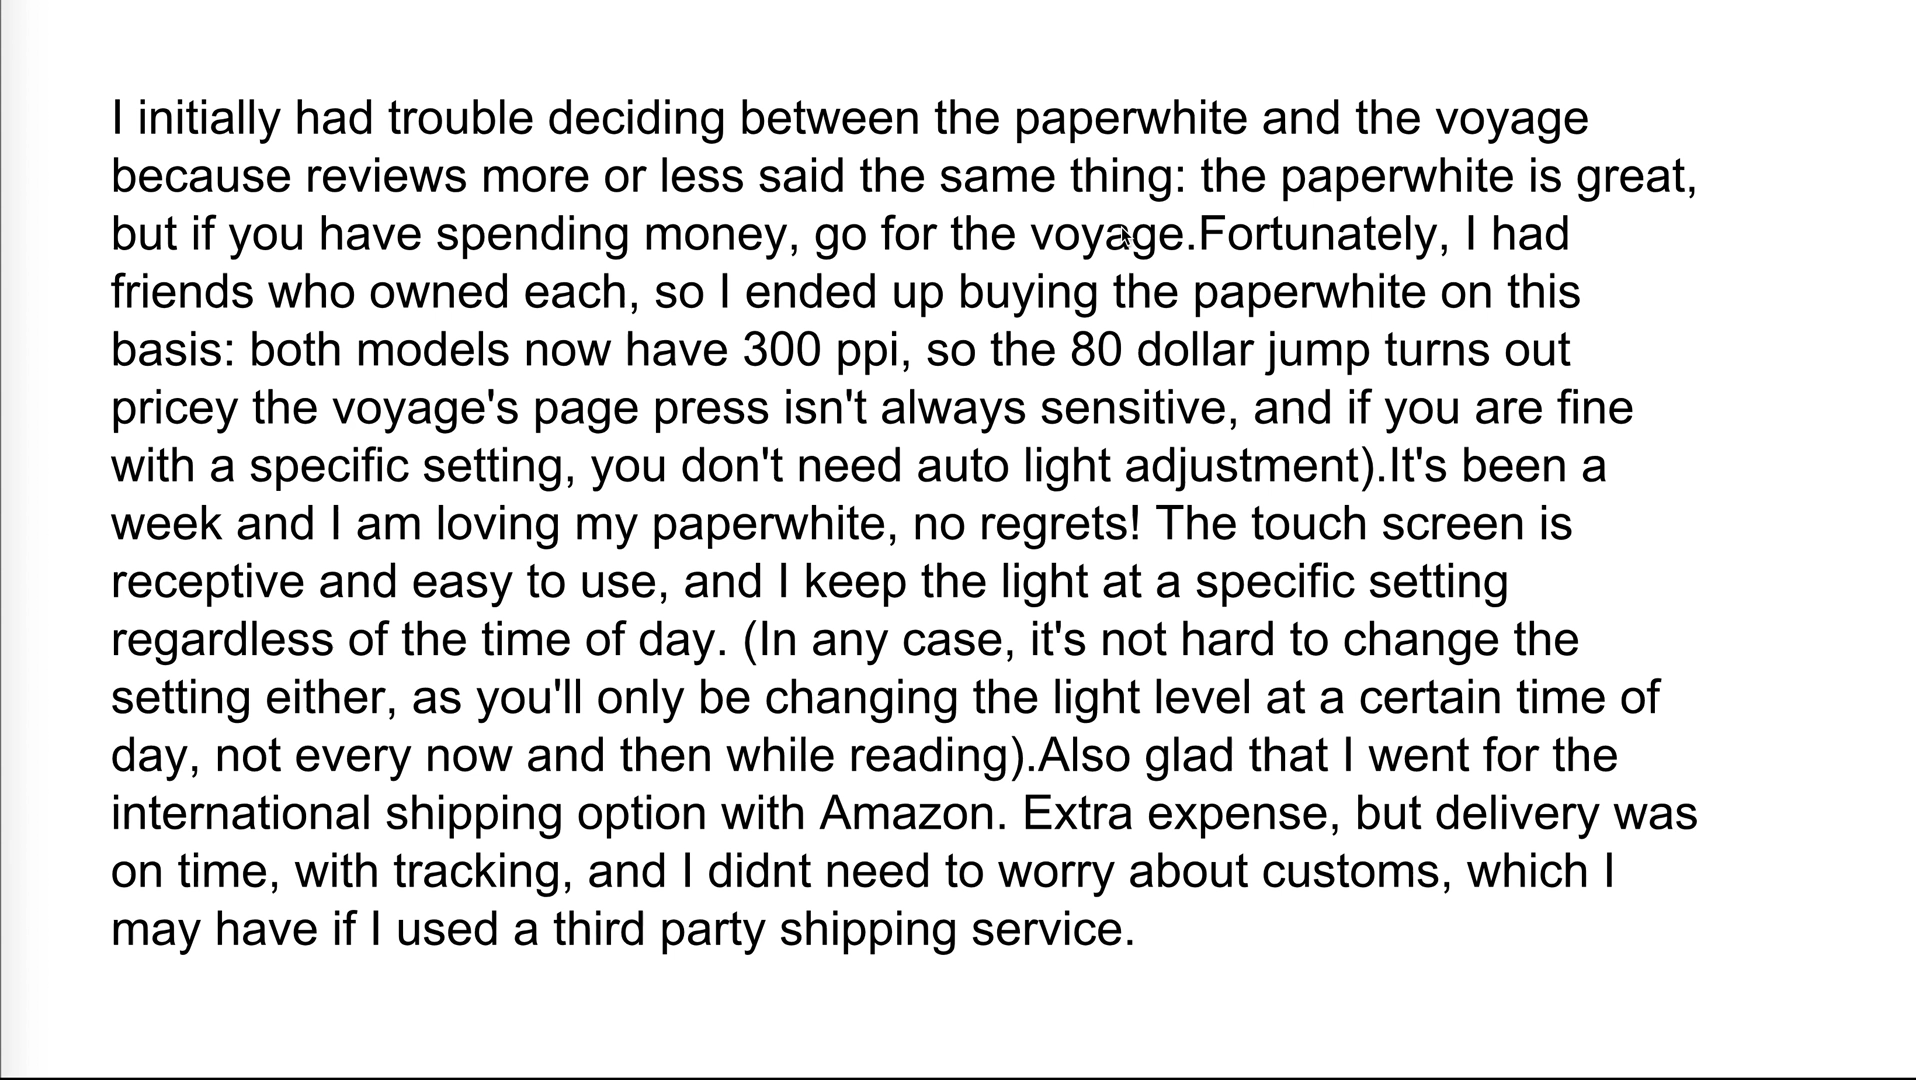 I initially had trouble deciding between the paperwhite and the voyage
because reviews more or less said the same thing: the paperwhite is great,
but if you have spending money, go for the voyage.Fortunately, I had
friends who owned each, so I ended up buying the paperwhite on this
basis: both models now have 300 ppi, so the 80 dollar jump turns out
pricey the voyage's page press isn't always sensitive, and if you are fine
with a specific setting, you don't need auto light adjustment).It's been a
week and I am loving my paperwhite, no regrets! The touch screen is
receptive and easy to use, and I keep the light at a specific setting
regardless of the time of day. (In any case, it's not hard to change the
setting either, as you'll only be changing the light level at a certain time of
day, not every now and then while reading).Also glad that I went for the
international shipping option with Amazon. Extra expense, but delivery was
on time, with tracking, and I didnt need to worry about customs, which I
may have if I used a third party shipping service.